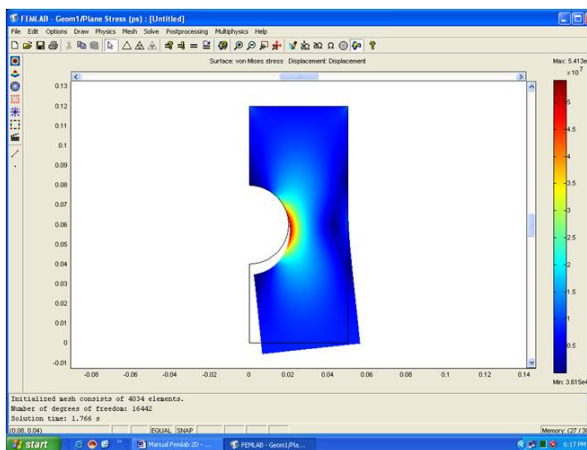 FEMLAB - Geom1/Plane Stress (ps) : [Untitled]
File Edit Options Draw Physics Mesh Solve Postprocessing Multiphysics Help
Surface: von Mises stress Displacement: Displacement
Max: 5.413e
×10^7
0.13
0.12
0.11
0.1
0.09
0.08
0.07
0.06
0.05
0.04
0.03
0.02
0.01
0
-0.01
-0.08 -0.06 -0.04 -0.02 0 0.02 0.04 0.06 0.08 0.1 0.12 0.14
5
4.5
4
3.5
3
2.5
2
1.5
1
0.5
Min: 3.615e4
Initialized mesh consists of 4034 elements.
Number of degrees of freedom: 16442
Solution time: 1.766 s
(0.08, 0.04) EQUAL SNAP Memory: (27 / 30
start Manual Femlab 2D - ... FEMLAB - Geom1/Pla... 6:17 PM